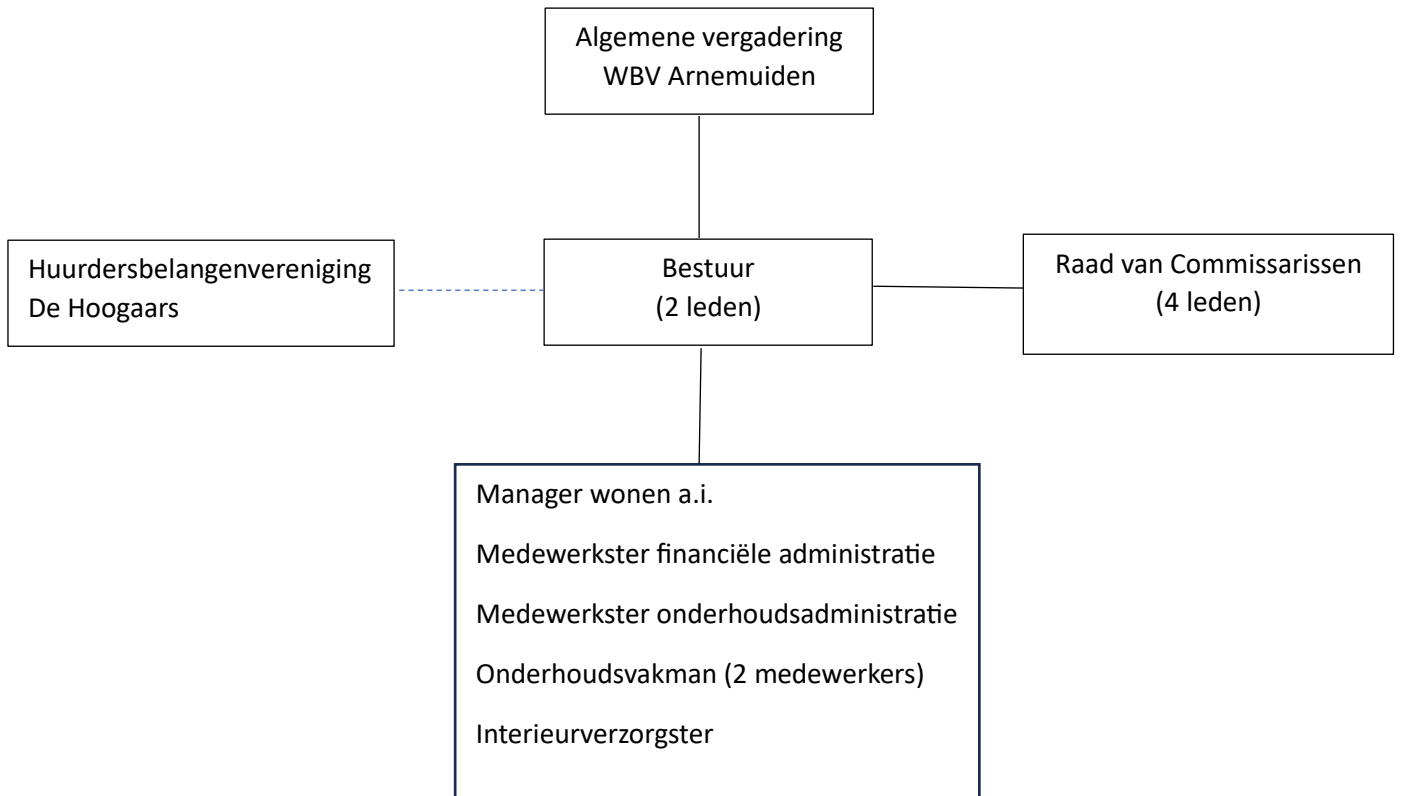 Algemene vergadering
WBV Arnemuiden
Huurdersbelangenvereniging
De Hoogaars
Bestuur
(2 leden)
Raad van Commissarissen
(4 leden)
Manager wonen a.i.
Medewerkster financiële administratie
Medewerkster onderhoudsadministratie
Onderhoudsvakman (2 medewerkers)
Interieurverzorgster